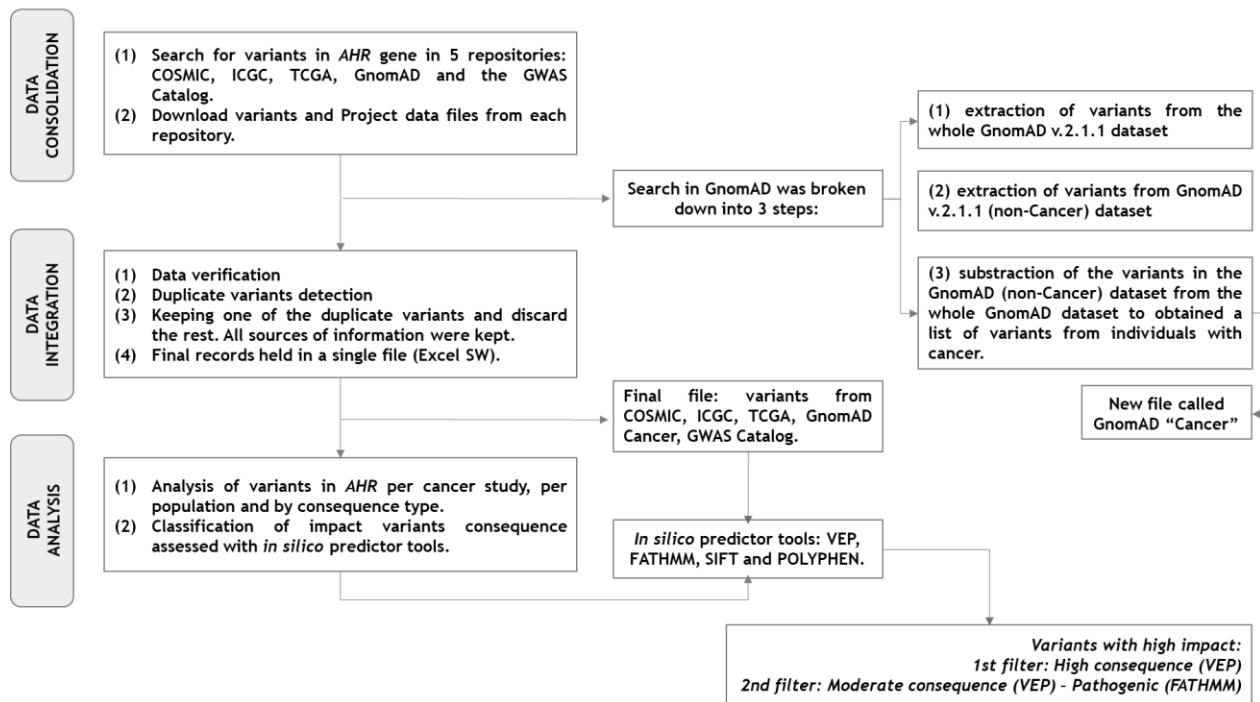 DATA
CONSOLIDATION
(1) Search for variants in AHR gene in 5 repositories:
COSMIC, ICGC, TCGA, GnomAD and the GWAS
Catalog.
(2) Download variants and Project data files from each
repository.
Search in GnomAD was broken
down into 3 steps:
(1) extraction of variants from the
whole GnomAD v.2.1.1 dataset
(2) extraction of variants from GnomAD
v.2.1.1 (non-Cancer) dataset
(3) substraction of the variants in the
GnomAD (non-Cancer) dataset from the
whole GnomAD dataset to obtained a
list of variants from individuals with
cancer.
New file called
GnomAD “Cancer”
DATA
INTEGRATION
(1) Data verification
(2) Duplicate variants detection
(3) Keeping one of the duplicate variants and discard
the rest. All sources of information were kept.
(4) Final records held in a single file (Excel SW).
Final file: variants from
COSMIC, ICGC, TCGA, GnomAD
Cancer, GWAS Catalog.
DATA
ANALYSIS
(1) Analysis of variants in AHR per cancer study, per
population and by consequence type.
(2) Classification of impact variants consequence
assessed with in silico predictor tools.
In silico predictor tools: VEP,
FATHMM, SIFT and POLYPHEN.
Variants with high impact:
1st filter: High consequence (VEP)
2nd filter: Moderate consequence (VEP) – Pathogenic (FATHMM)